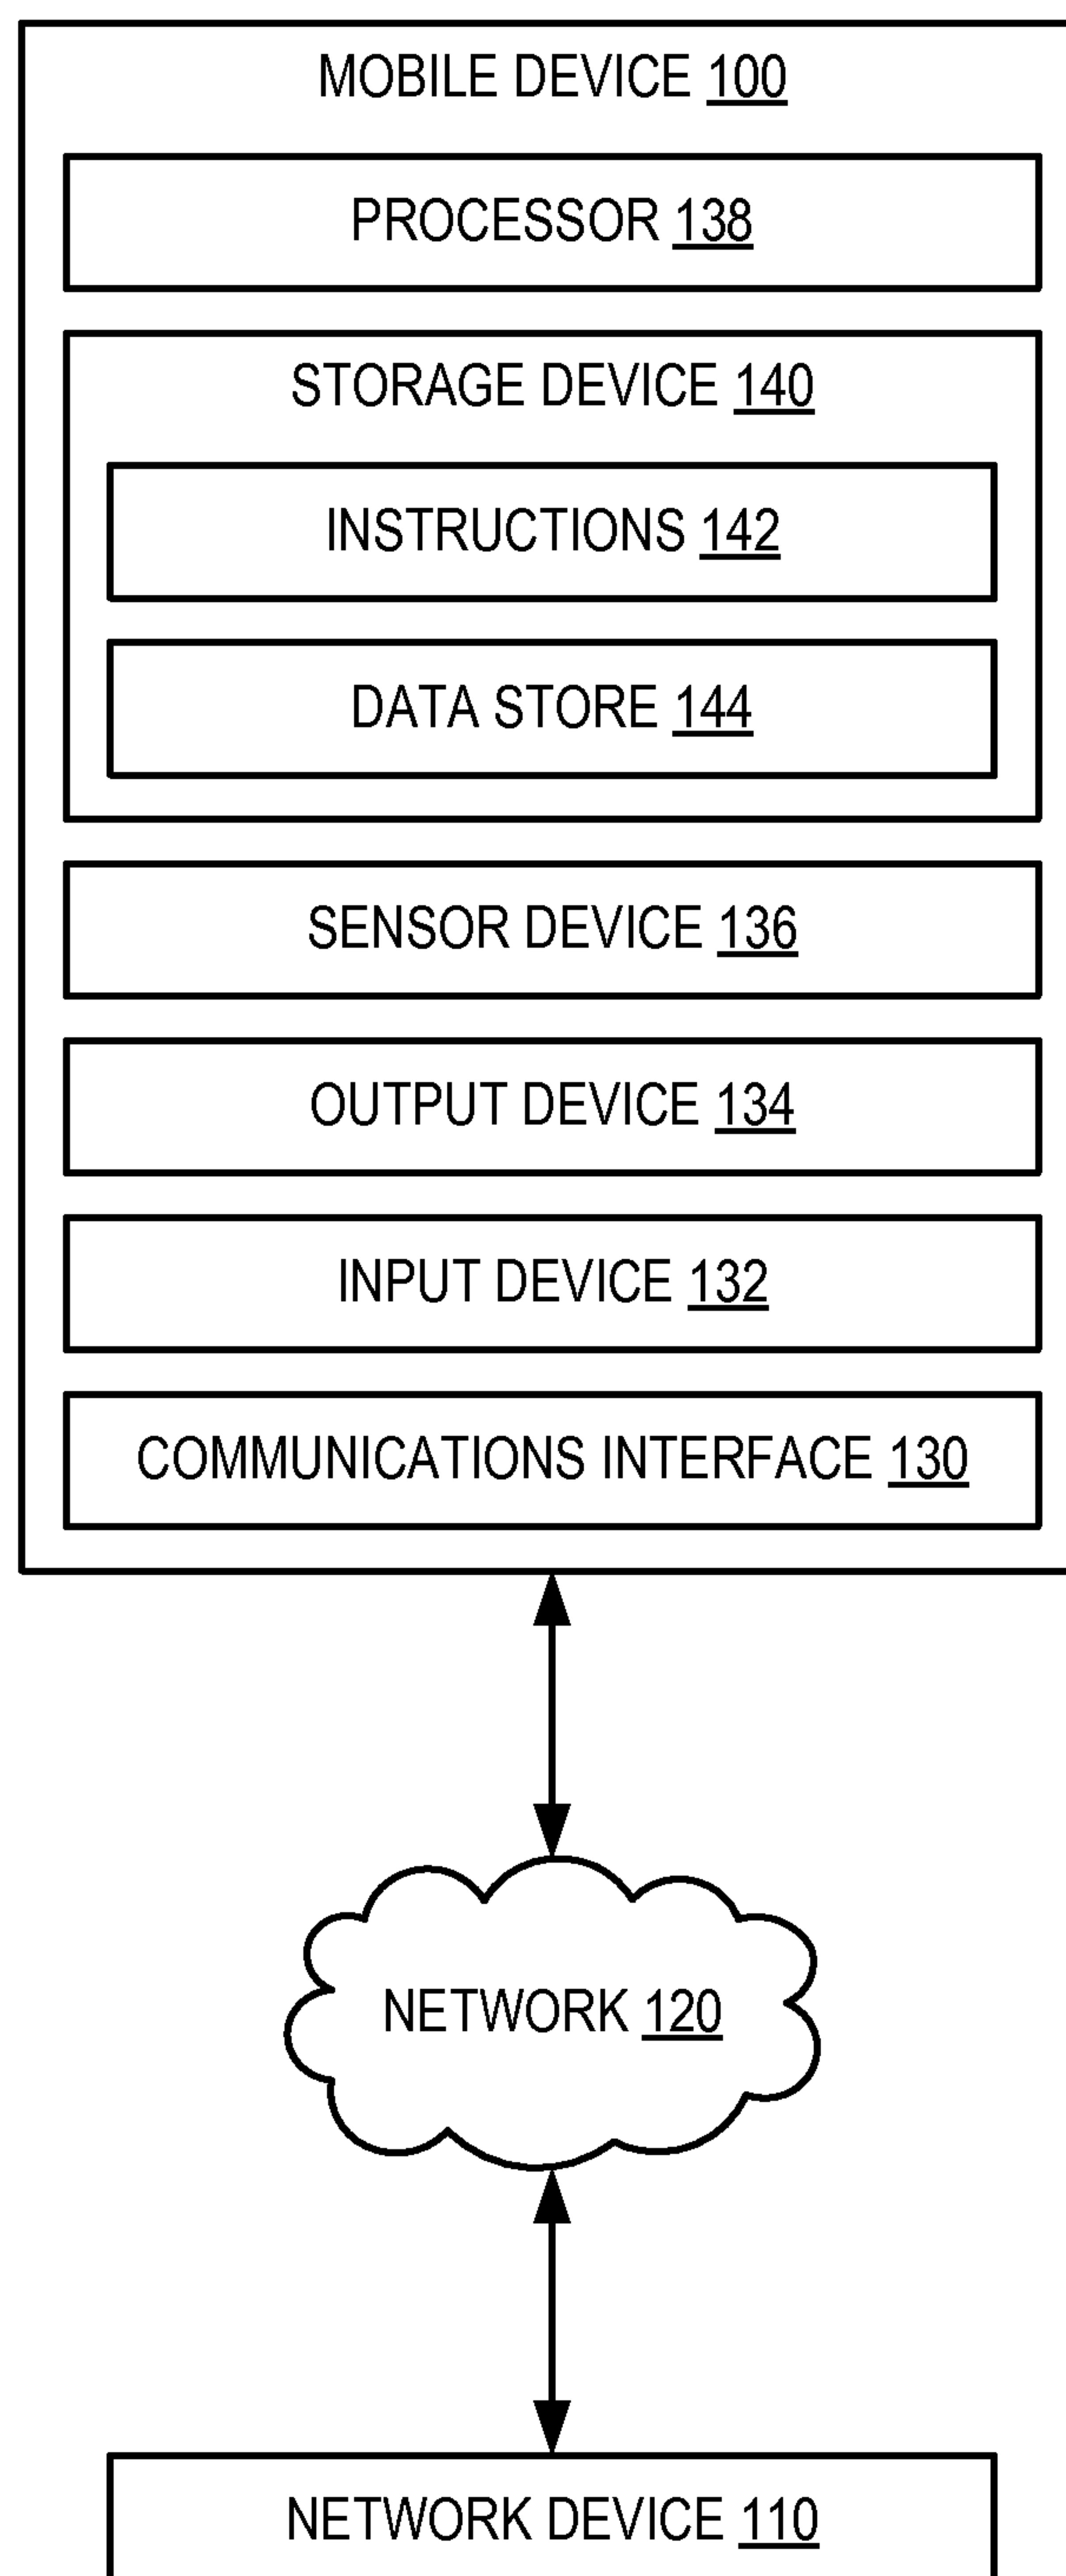 MOBILE DEVICE 100
PROCESSOR 138
STORAGE DEVICE 140
INSTRUCTIONS 142
DATA STORE 144
SENSOR DEVICE 136
OUTPUT DEVICE 134
INPUT DEVICE 132
COMMUNICATIONS INTERFACE 130
NETWORK 120
NETWORK DEVICE 110